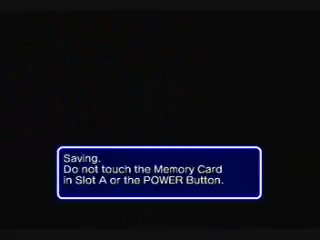 Saving.
Do not touch the Memory Card
in Slot A or the POWER Button.